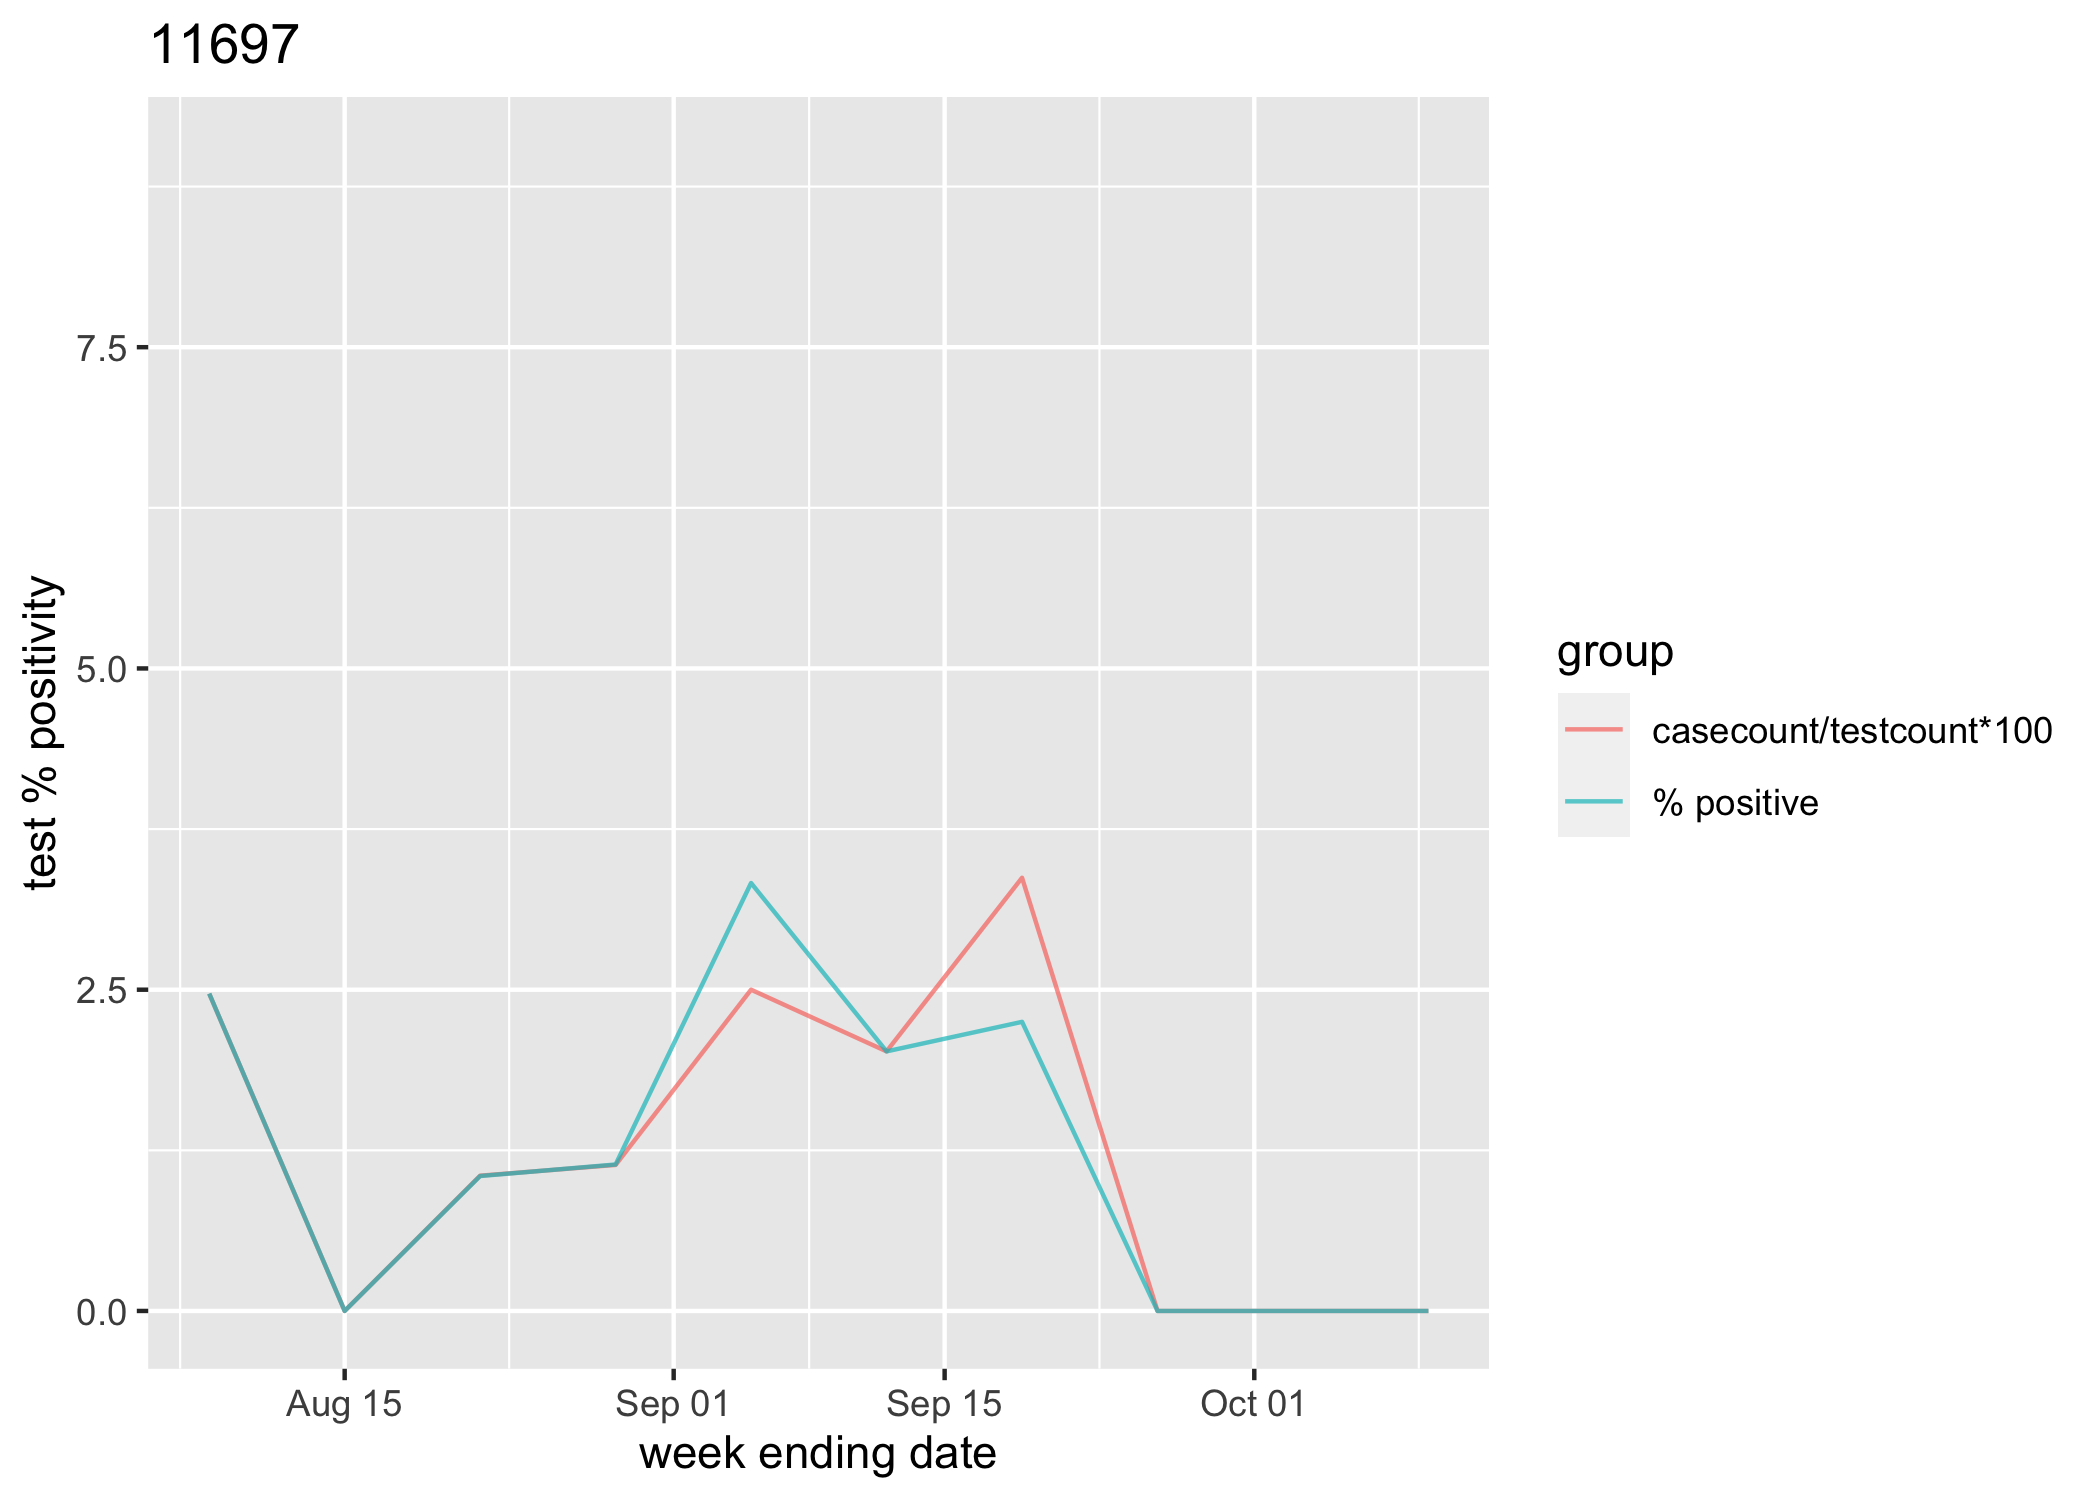 11697
test % positivity
7.5
5.0
2.5
0.0
Aug 15
Sep 01
Sep 15
Oct 01
week ending date
group
casecount/testcount*100
% positive